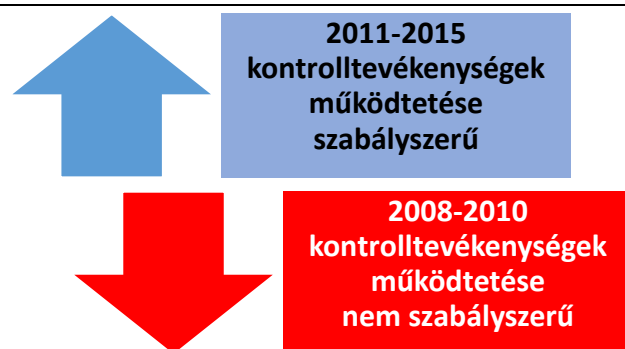 2011-2015
kontrolltevékenységek
működtetése
szabályszerű
2008-2010
kontrolltevékenységek
működtetése
nem szabályszerű